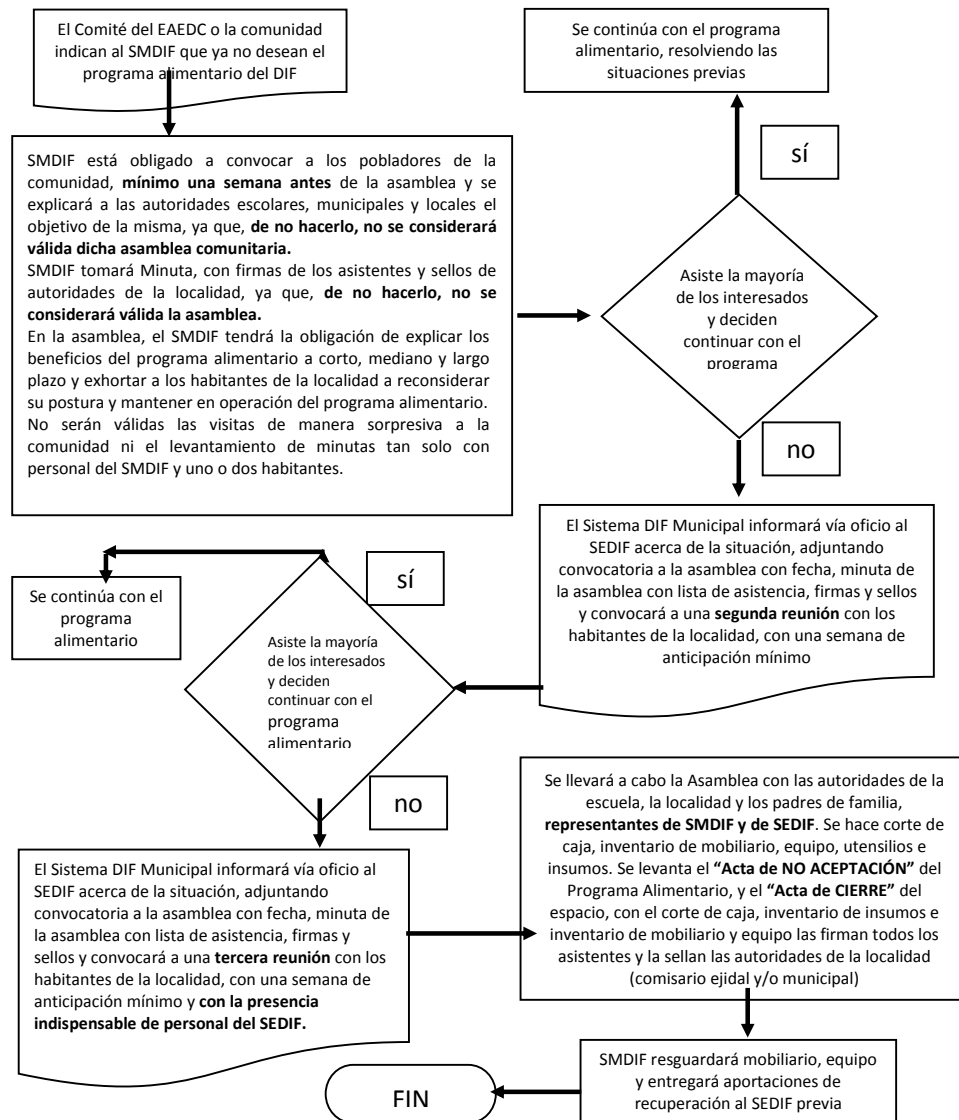 El Comité del EAEDC o la comunidad
indican al SMDIF que ya no desean el
programa alimentario del DIF
SMDIF está obligado a convocar a los pobladores de la
comunidad, mínimo una semana antes de la asamblea y se
explicará a las autoridades escolares, municipales y locales el
objetivo de la misma, ya que, de no hacerlo, no se considerará
válida dicha asamblea comunitaria.
SMDIF tomará Minuta, con firmas de los asistentes y sellos de
autoridades de la localidad, ya que, de no hacerlo, no se
considerará válida la asamblea.
En la asamblea, el SMDIF tendrá la obligación de explicar los
beneficios del programa alimentario a corto, mediano y largo
plazo y exhortar a los habitantes de la localidad a reconsiderar
su postura y mantener en operación del programa alimentario.
No serán válidas las visitas de manera sorpresiva a la
comunidad ni el levantamiento de minutas tan solo con
personal del SMDIF y uno o dos habitantes.
Asiste la mayoría
de los interesados
y deciden
continuar con el
programa
sí
Se continúa con el programa
alimentario, resolviendo las
situaciones previas
no
El Sistema DIF Municipal informará vía oficio al
SEDIF acerca de la situación, adjuntando
convocatoria a la asamblea con fecha, minuta de
la asamblea con lista de asistencia, firmas y sellos
y convocará a una segunda reunión con los
habitantes de la localidad, con una semana de
anticipación mínimo
Asiste la mayoría
de los interesados
y deciden
continuar con el
programa
alimentario
sí
Se continúa con el
programa
alimentario
no
El Sistema DIF Municipal informará vía oficio al
SEDIF acerca de la situación, adjuntando
convocatoria a la asamblea con fecha, minuta de
la asamblea con lista de asistencia, firmas y
sellos y convocará a una tercera reunión con los
habitantes de la localidad, con una semana de
anticipación mínimo y con la presencia
indispensable de personal del SEDIF.
Se llevará a cabo la Asamblea con las autoridades de la
escuela, la localidad y los padres de familia,
representantes de SMDIF y de SEDIF. Se hace corte de
caja, inventario de mobiliario, equipo, utensilios e
insumos. Se levanta el “Acta de NO ACEPTACIÓN” del
Programa Alimentario, y el “Acta de CIERRE” del
espacio, con el corte de caja, inventario de insumos e
inventario de mobiliario y equipo las firman todos los
asistentes y la sellan las autoridades de la localidad
(comisario ejidal y/o municipal)
SMDIF resguardará mobiliario, equipo
y entregará aportaciones de
recuperación al SEDIF previa
FIN